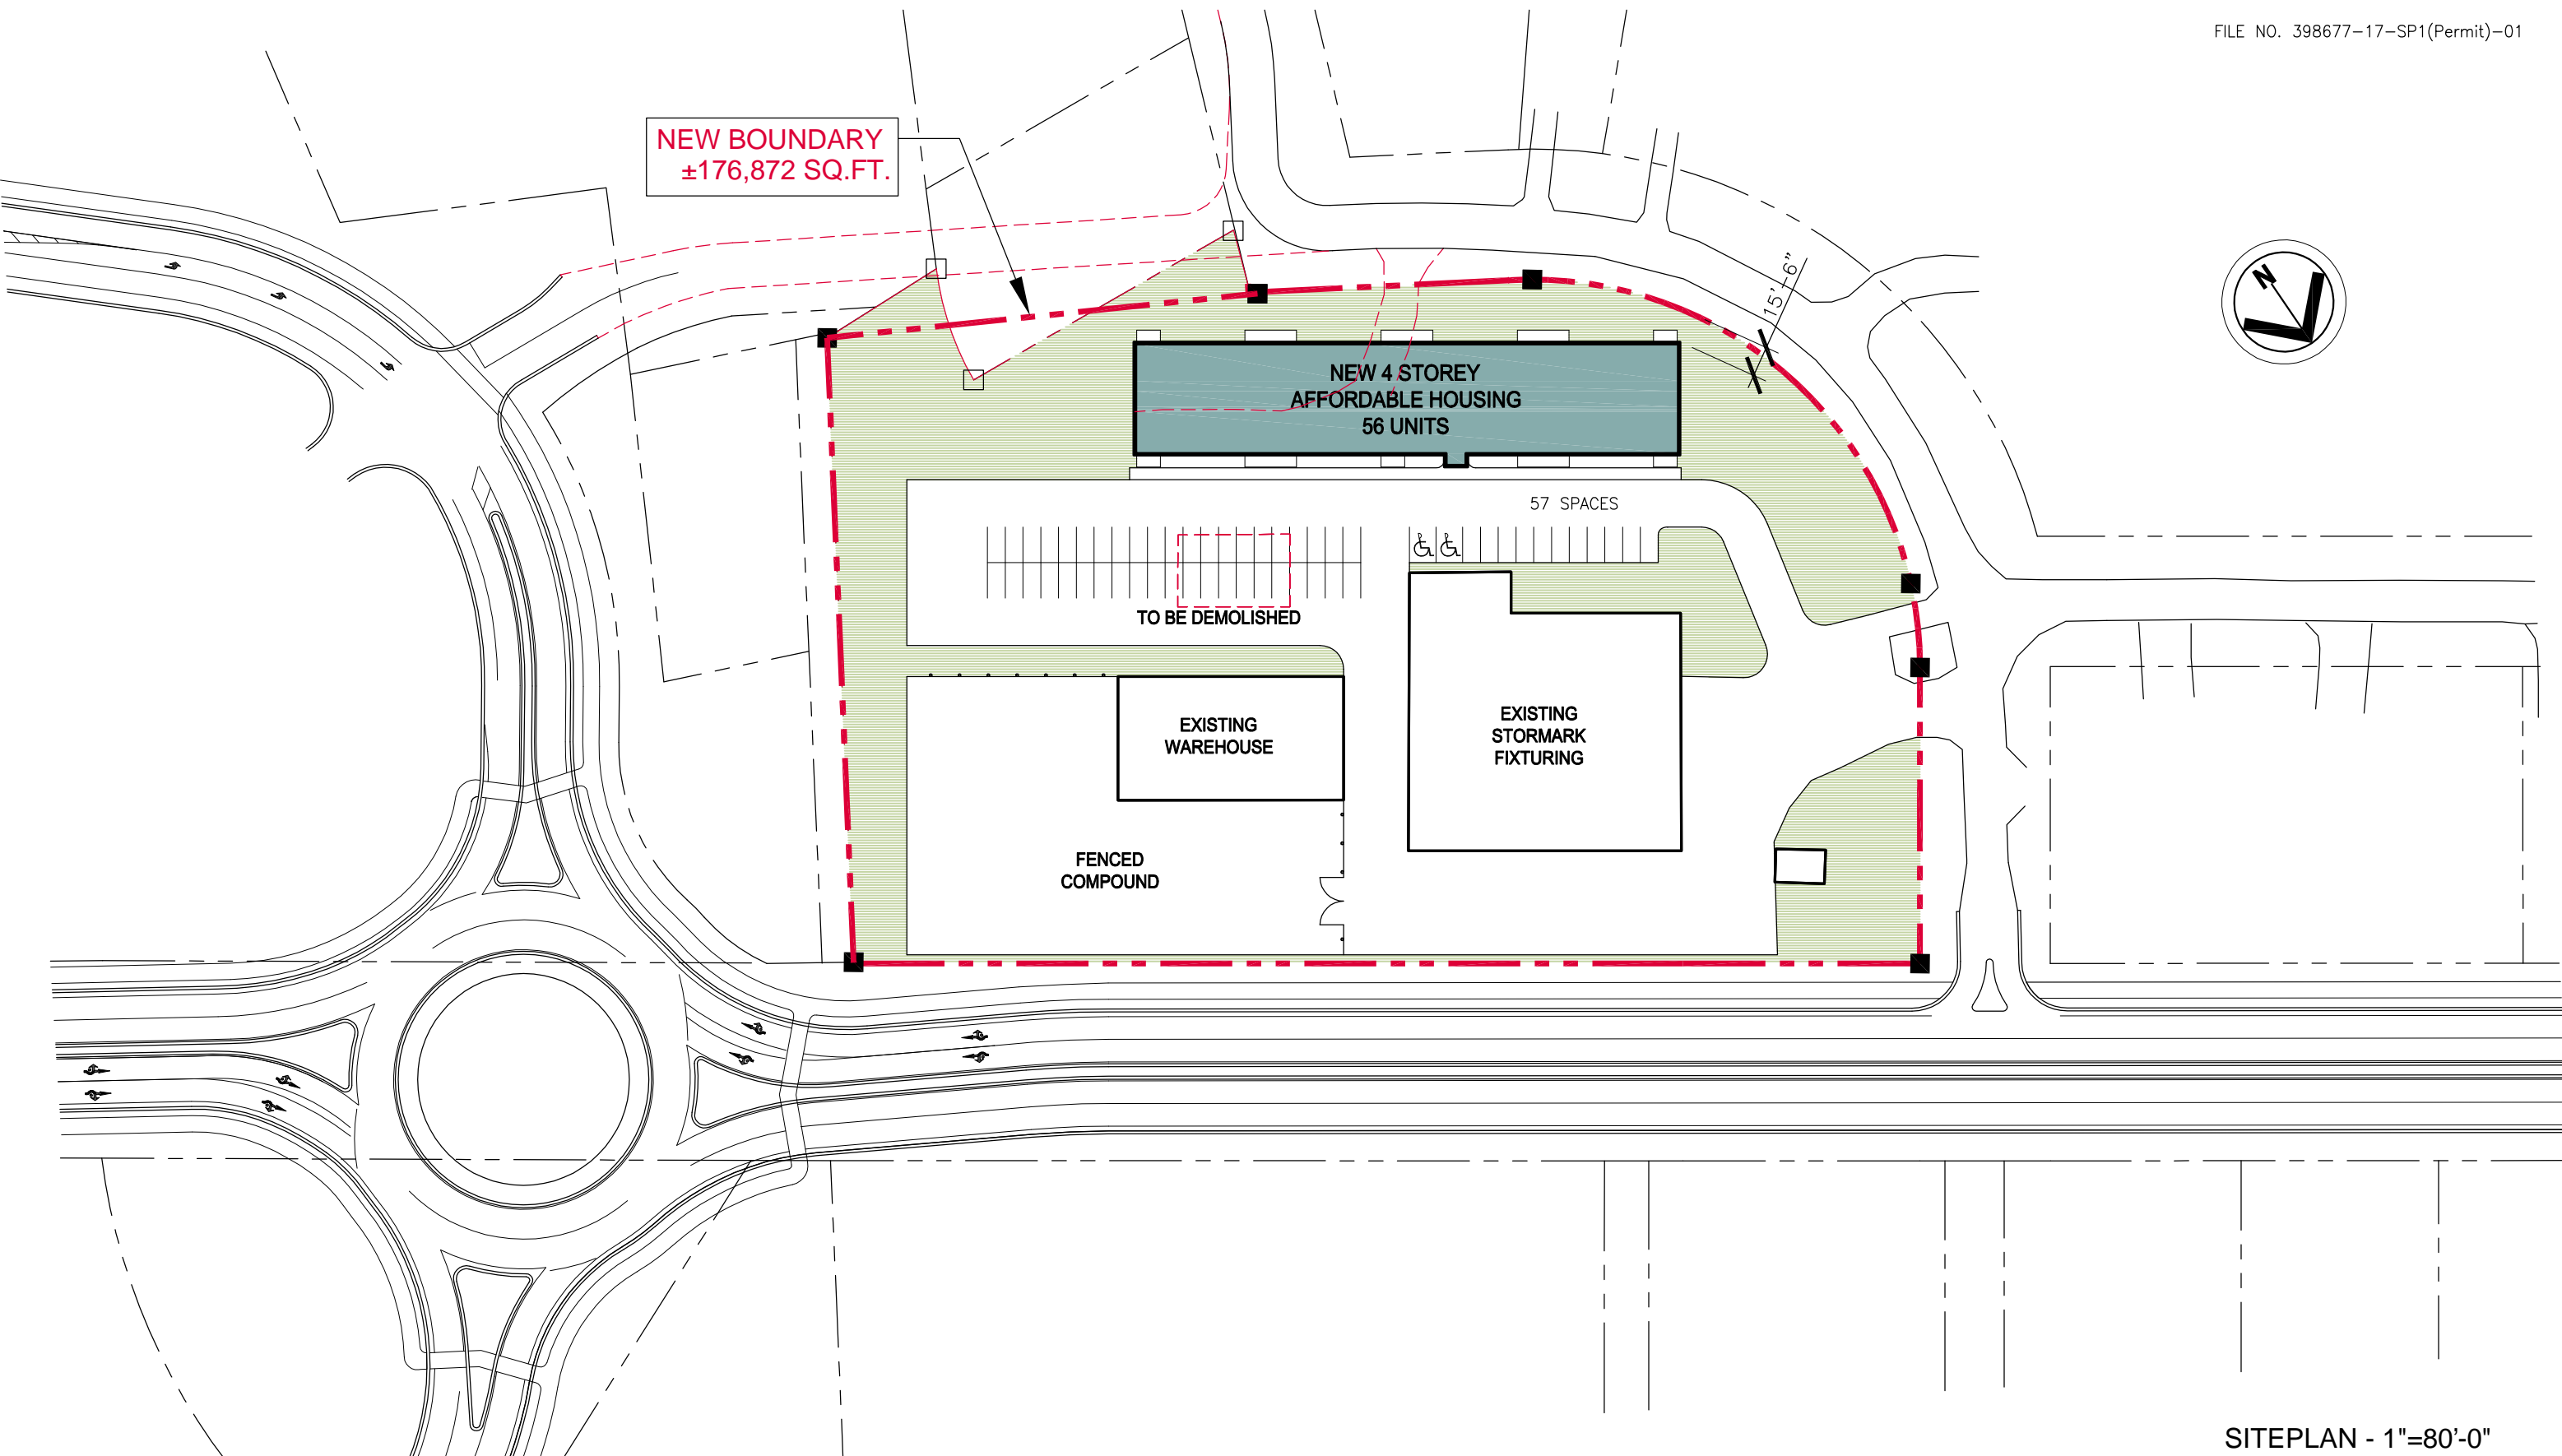 FILE NO. 398677-17-SP1(Permit)-01
NEW BOUNDARY
±176,872 SQ.FT.
15'-6"
N
NEW 4 STOREY
AFFORDABLE HOUSING
56 UNITS
57 SPACES
TO BE DEMOLISHED
EXISTING
WAREHOUSE
EXISTING
STORMARK
FIXTURING
FENCED
COMPOUND
SITEPLAN - 1"=80'-0"